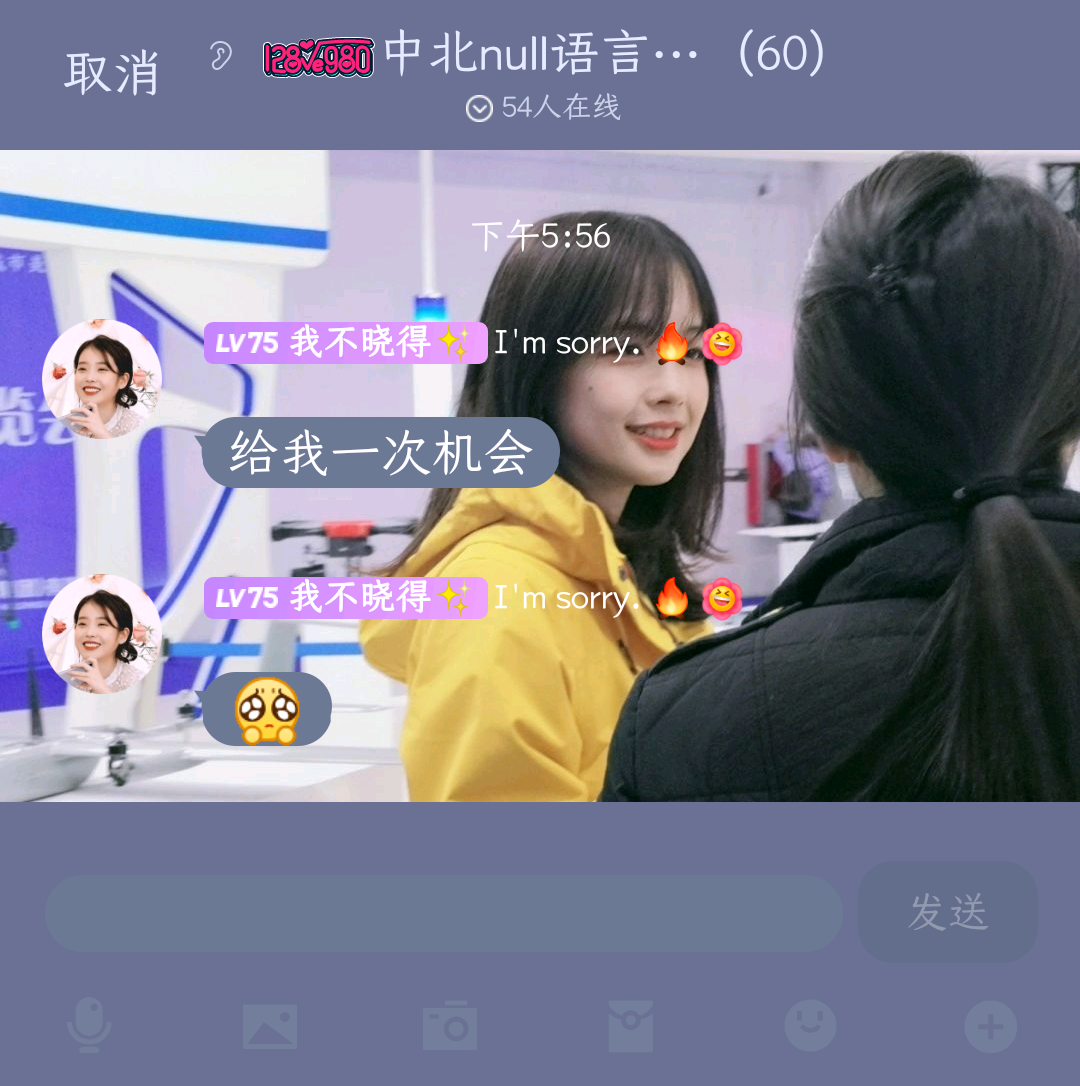 取消
128Love980 中北null语言…（60）
54人在线
下午5:56
LV75 我不晓得✨ I'm sorry. 🔥
给我一次机会
LV75 我不晓得✨ I'm sorry. 🔥
发送